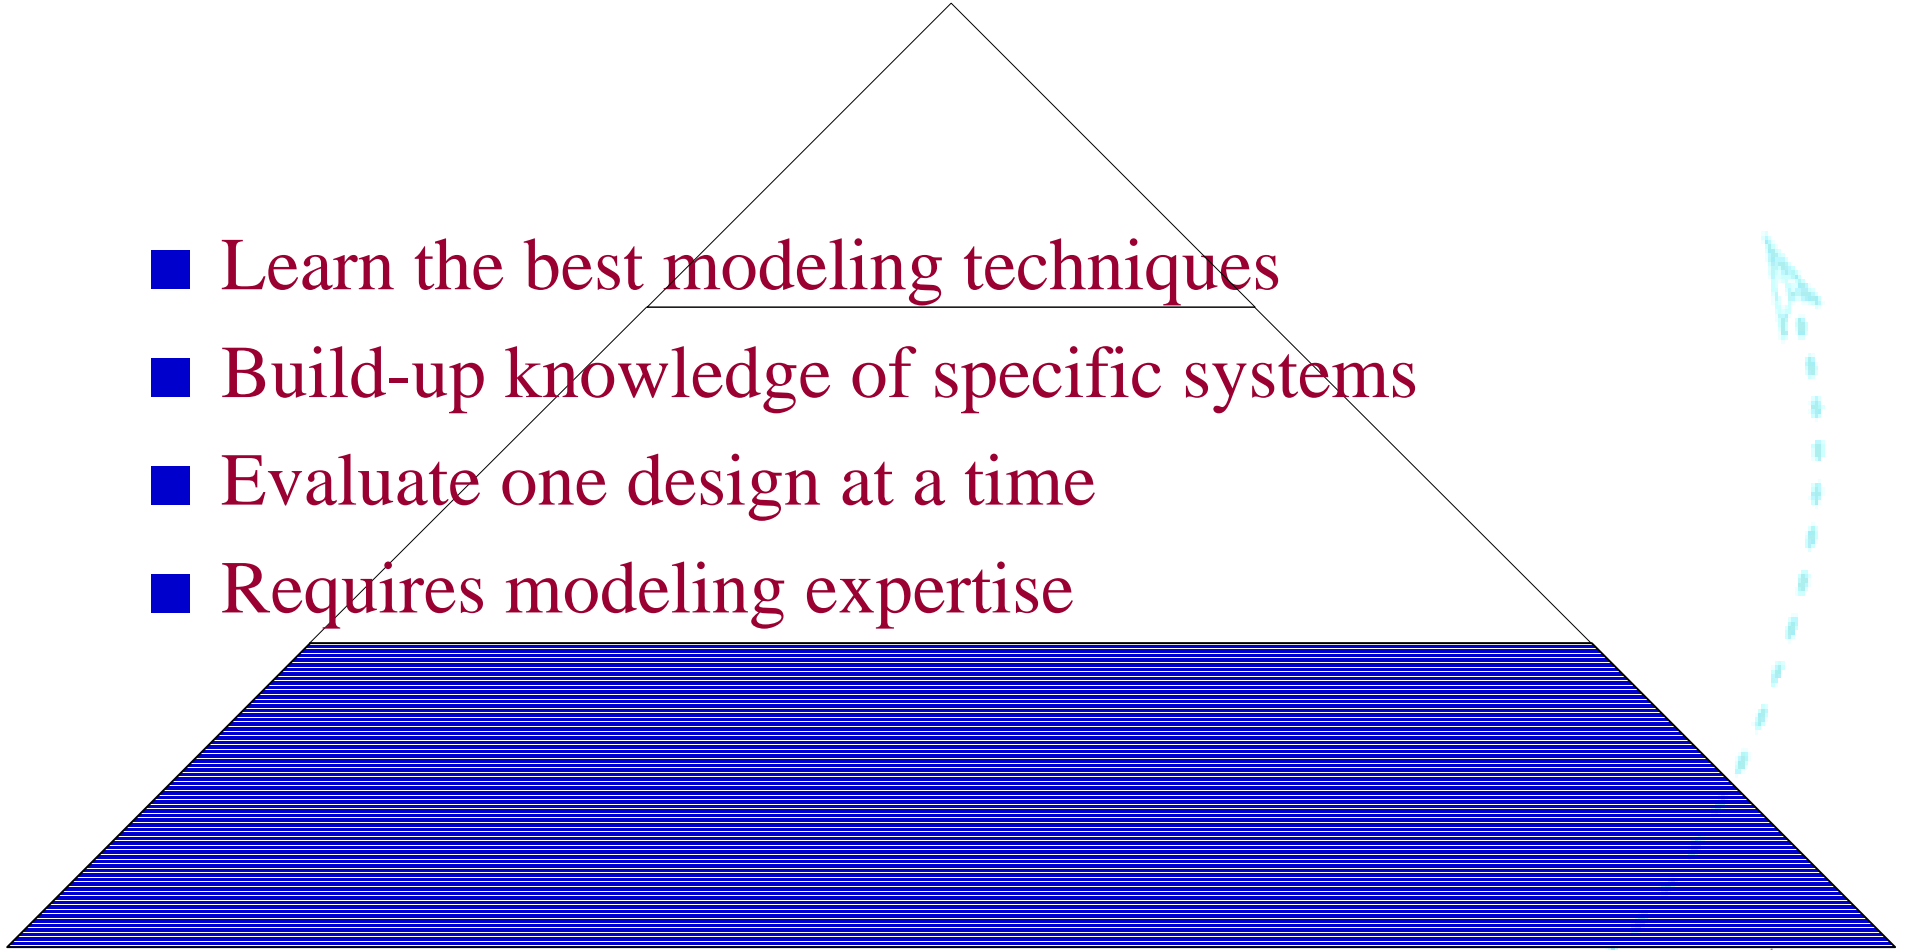 Learn the best modeling techniques
Build-up knowledge of specific systems
Evaluate one design at a time
Requires modeling expertise